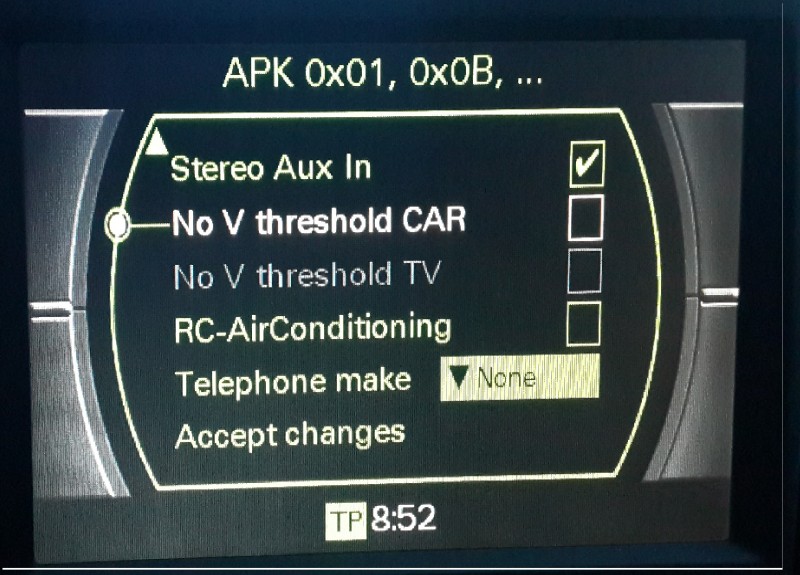 APK 0x01, 0x0B, ...
Stereo Aux In
No V threshold CAR
No V threshold TV
RC-AirConditioning
Telephone make None
Accept changes
TP 8:52